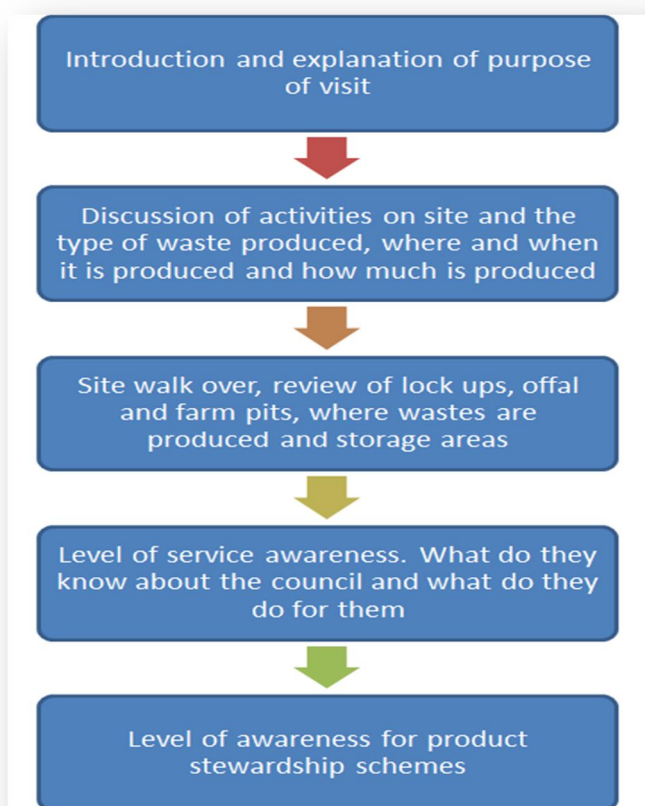 Introduction and explanation of purpose
of visit
Discussion of activities on site and the
type of waste produced, where and when
it is produced and how much is produced
Site walk over, review of lock ups, offal
and farm pits, where wastes are
produced and storage areas
Level of service awareness. What do they
know about the council and what do they
do for them
Level of awareness for product
stewardship schemes